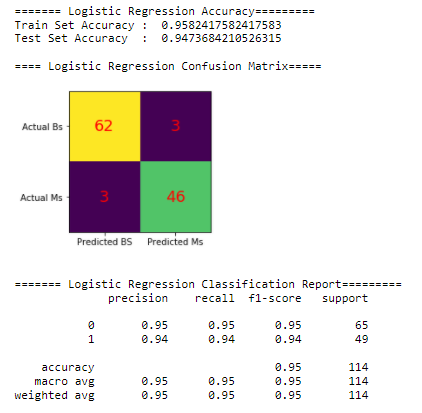 ======= Logistic Regression Accuracy=========
Train Set Accuracy :  0.9582417582417583
Test Set Accuracy  :  0.9473684210526315
==== Logistic Regression Confusion Matrix=====
Actual Bs 62 3
Actual Ms 3 46
Predicted BS Predicted Ms
======= Logistic Regression Classification Report=========
precision recall f1-score support
0 0.95 0.95 0.95 65
1 0.94 0.94 0.94 49
accuracy 0.95 114
macro avg 0.95 0.95 0.95 114
weighted avg 0.95 0.95 0.95 114